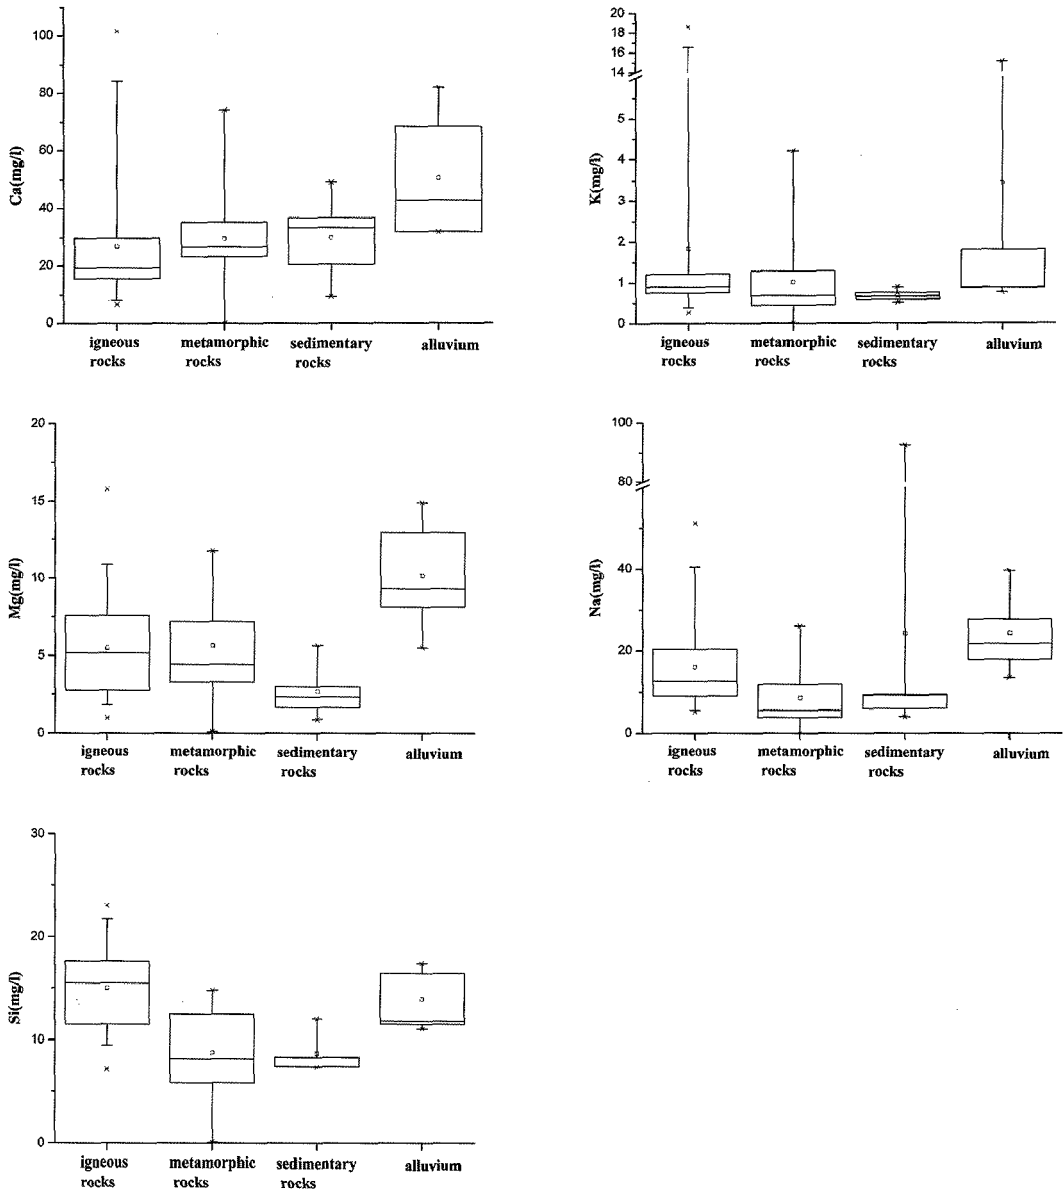 100
80
60
40
20
0
Ca(mg/l)
igneous rocks
metamorphic rocks
sedimentary rocks
alluvium
20
19
18
17
16
15
14
5
4
3
2
1
0
K(mg/l)
igneous rocks
metamorphic rocks
sedimentary rocks
alluvium
20
15
10
5
0
Mg(mg/l)
igneous rocks
metamorphic rocks
sedimentary rocks
alluvium
100
80
40
20
0
Na(mg/l)
igneous rocks
metamorphic rocks
sedimentary rocks
alluvium
30
20
10
0
Si(mg/l)
igneous rocks
metamorphic rocks
sedimentary rocks
alluvium